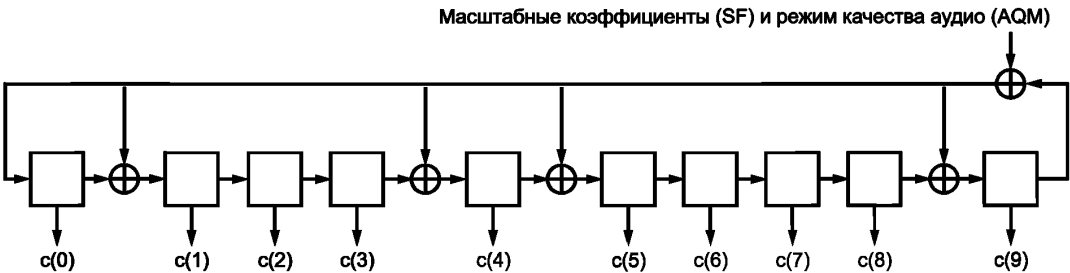 Масштабные коэффициенты (SF) и режим качества аудио (AQM)
c(0) c(1) c(2) c(3) c(4) c(5) c(6) c(7) c(8) c(9)